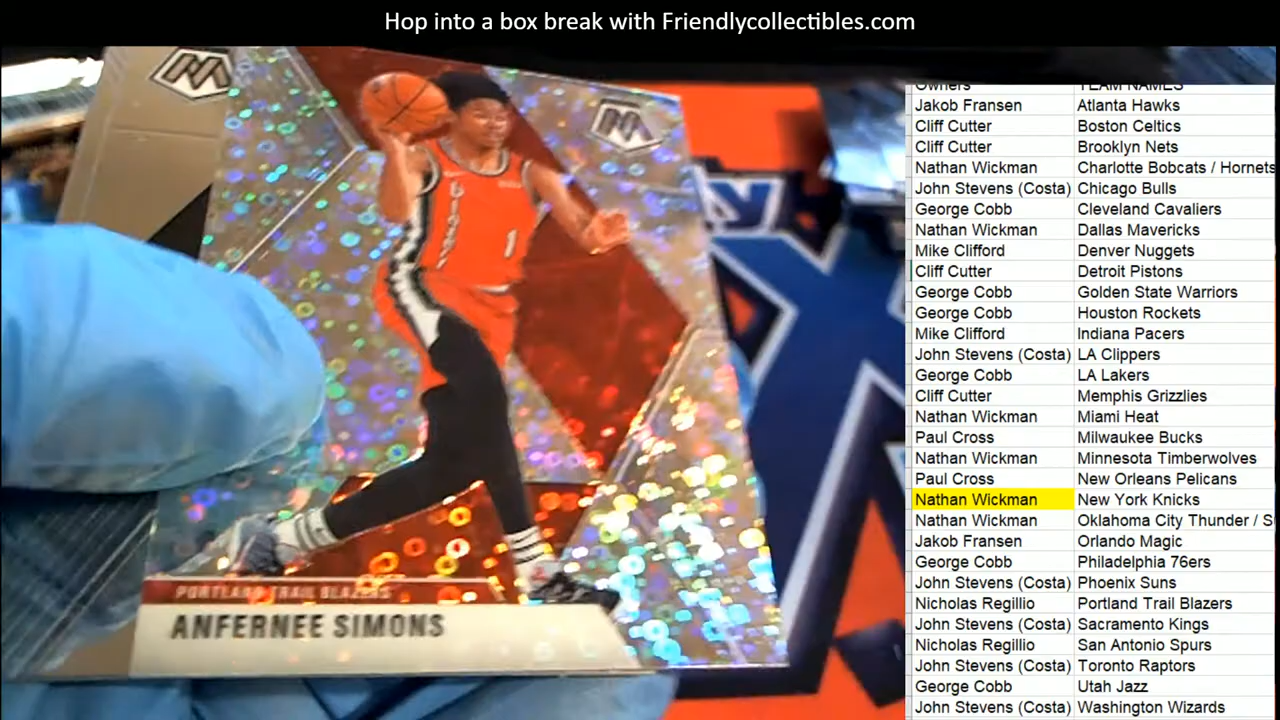 Hop into a box break with Friendlycollectibles.com
Owners TEAM NAMES
Jakob Fransen Atlanta Hawks
Cliff Cutter Boston Celtics
Cliff Cutter Brooklyn Nets
Nathan Wickman Charlotte Bobcats / Hornets
John Stevens (Costa) Chicago Bulls
George Cobb Cleveland Cavaliers
Nathan Wickman Dallas Mavericks
Mike Clifford Denver Nuggets
Cliff Cutter Detroit Pistons
George Cobb Golden State Warriors
George Cobb Houston Rockets
Mike Clifford Indiana Pacers
John Stevens (Costa) LA Clippers
George Cobb LA Lakers
Cliff Cutter Memphis Grizzlies
Nathan Wickman Miami Heat
Paul Cross Milwaukee Bucks
Nathan Wickman Minnesota Timberwolves
Paul Cross New Orleans Pelicans
Nathan Wickman New York Knicks
Nathan Wickman Oklahoma City Thunder / S
Jakob Fransen Orlando Magic
George Cobb Philadelphia 76ers
John Stevens (Costa) Phoenix Suns
Nicholas Regillio Portland Trail Blazers
John Stevens (Costa) Sacramento Kings
Nicholas Regillio San Antonio Spurs
John Stevens (Costa) Toronto Raptors
George Cobb Utah Jazz
John Stevens (Costa) Washington Wizards
M
M
1
PORTLAND TRAIL BLAZERS
ANFERNEE SIMONS